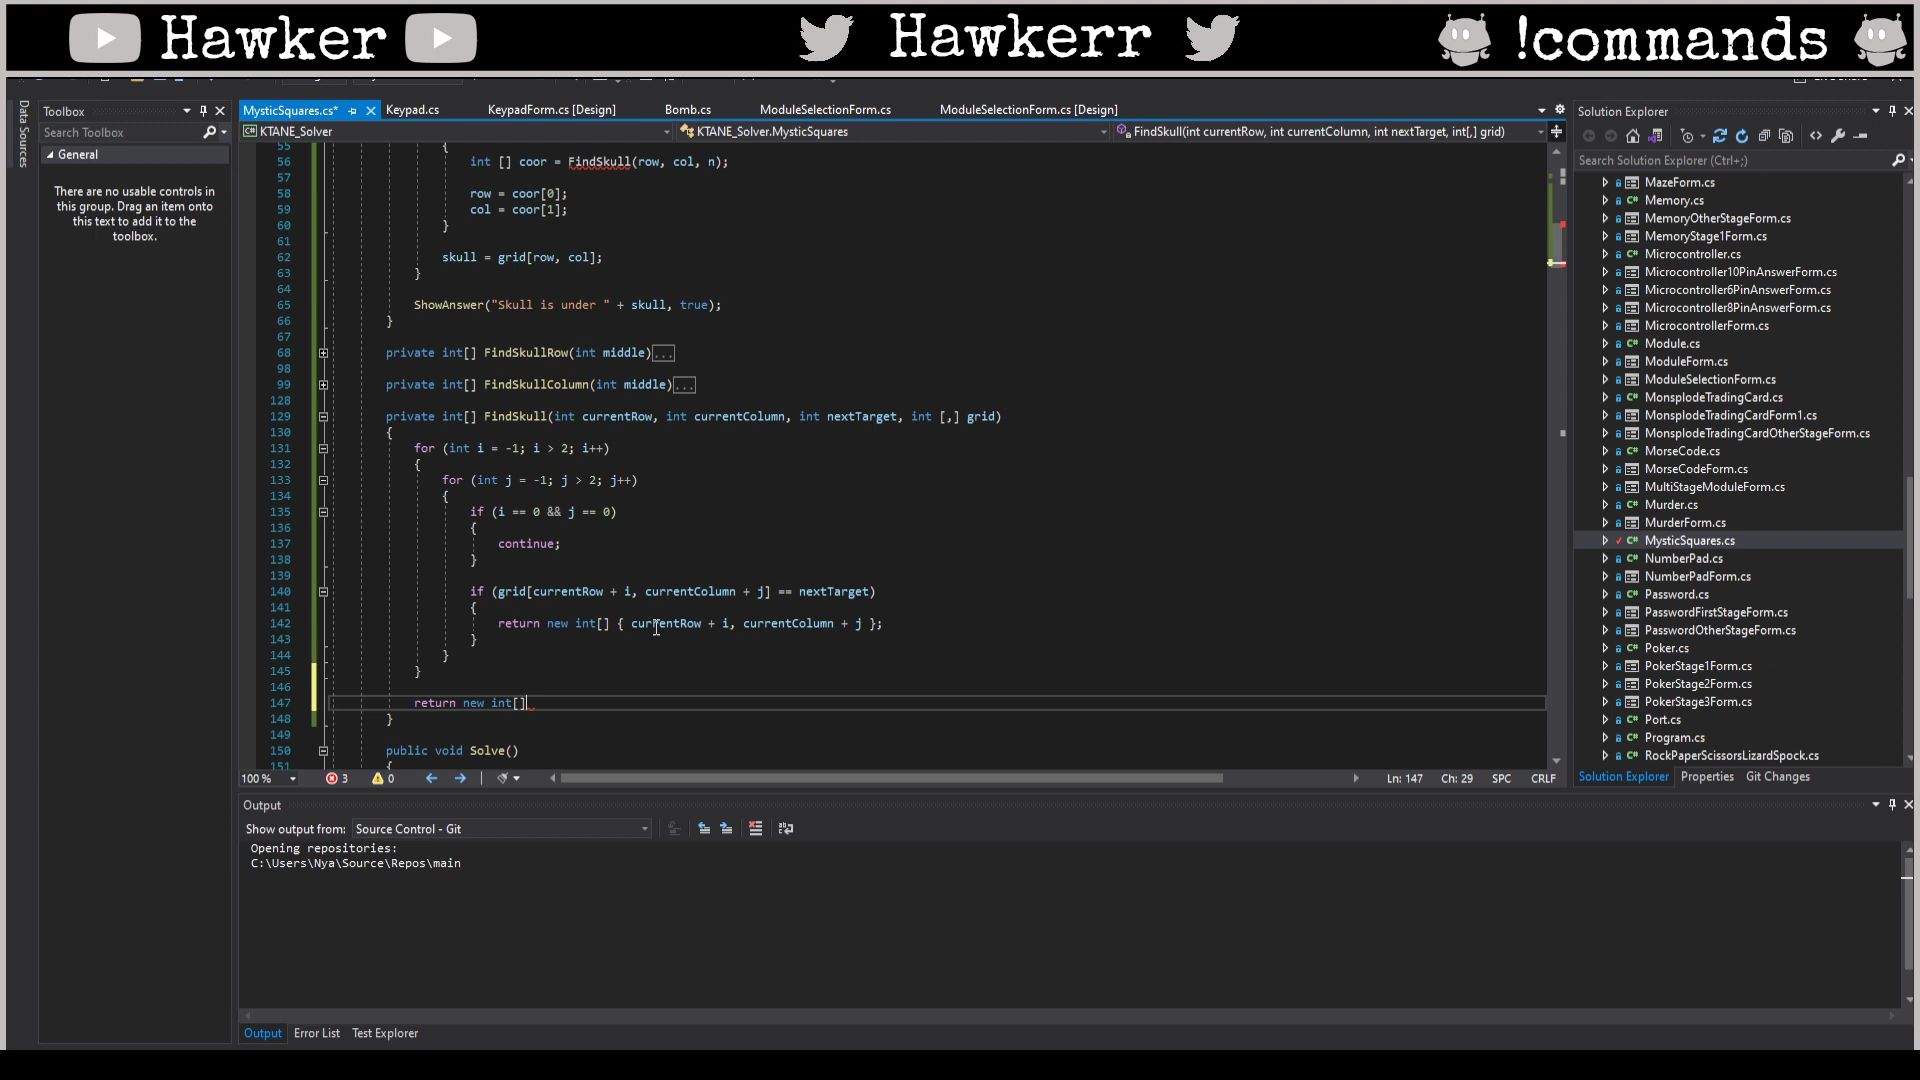 Hawker
Hawkerr
!commands
Data Sources
Toolbox
Search Toolbox
General
There are no usable controls in
this group. Drag an item onto
this text to add it to the
toolbox.
MysticSquares.cs*
Keypad.cs
KeypadForm.cs [Design]
Bomb.cs
ModuleSelectionForm.cs
ModuleSelectionForm.cs [Design]
C# KTANE_Solver
KTANE_Solver.MysticSquares
FindSkull(int currentRow, int currentColumn, int nextTarget, int[,] grid)
55 {
56 int [] coor = FindSkull(row, col, n);
57
58 row = coor[0];
59 col = coor[1];
60 }
61
62 skull = grid[row, col];
63 }
64
65 ShowAnswer("Skull is under " + skull, true);
66 }
67
68 private int[] FindSkullRow(int middle)...
98
99 private int[] FindSkullColumn(int middle)...
128
129 private int[] FindSkull(int currentRow, int currentColumn, int nextTarget, int [,] grid)
130 {
131 for (int i = -1; i > 2; i++)
132 {
133 for (int j = -1; j > 2; j++)
134 {
135 if (i == 0 && j == 0)
136 {
137 continue;
138 }
139
140 if (grid[currentRow + i, currentColumn + j] == nextTarget)
141 {
142 return new int[] { currentRow + i, currentColumn + j };
143 }
144 }
145 }
146
147 return new int[]
148 }
149
150 public void Solve()
151 {
100 %
3
0
Ln: 147
Ch: 29
SPC
CRLF
Solution Explorer
Search Solution Explorer (Ctrl+;)
MazeForm.cs
C# Memory.cs
MemoryOtherStageForm.cs
MemoryStage1Form.cs
C# Microcontroller.cs
Microcontroller10PinAnswerForm.cs
Microcontroller6PinAnswerForm.cs
Microcontroller8PinAnswerForm.cs
MicrocontrollerForm.cs
C# Module.cs
ModuleForm.cs
ModuleSelectionForm.cs
C# MonsplodeTradingCard.cs
MonsplodeTradingCardForm1.cs
MonsplodeTradingCardOtherStageForm.cs
C# MorseCode.cs
MorseCodeForm.cs
MultiStageModuleForm.cs
C# Murder.cs
MurderForm.cs
C# MysticSquares.cs
C# NumberPad.cs
NumberPadForm.cs
C# Password.cs
PasswordFirstStageForm.cs
PasswordOtherStageForm.cs
C# Poker.cs
PokerStage1Form.cs
PokerStage2Form.cs
PokerStage3Form.cs
C# Port.cs
C# Program.cs
RockPaperScissorsLizardSpock.cs
Solution Explorer
Properties
Git Changes
Output
Show output from:
Source Control - Git
Opening repositories:
C:\Users\Nya\Source\Repos\main
Output
Error List
Test Explorer